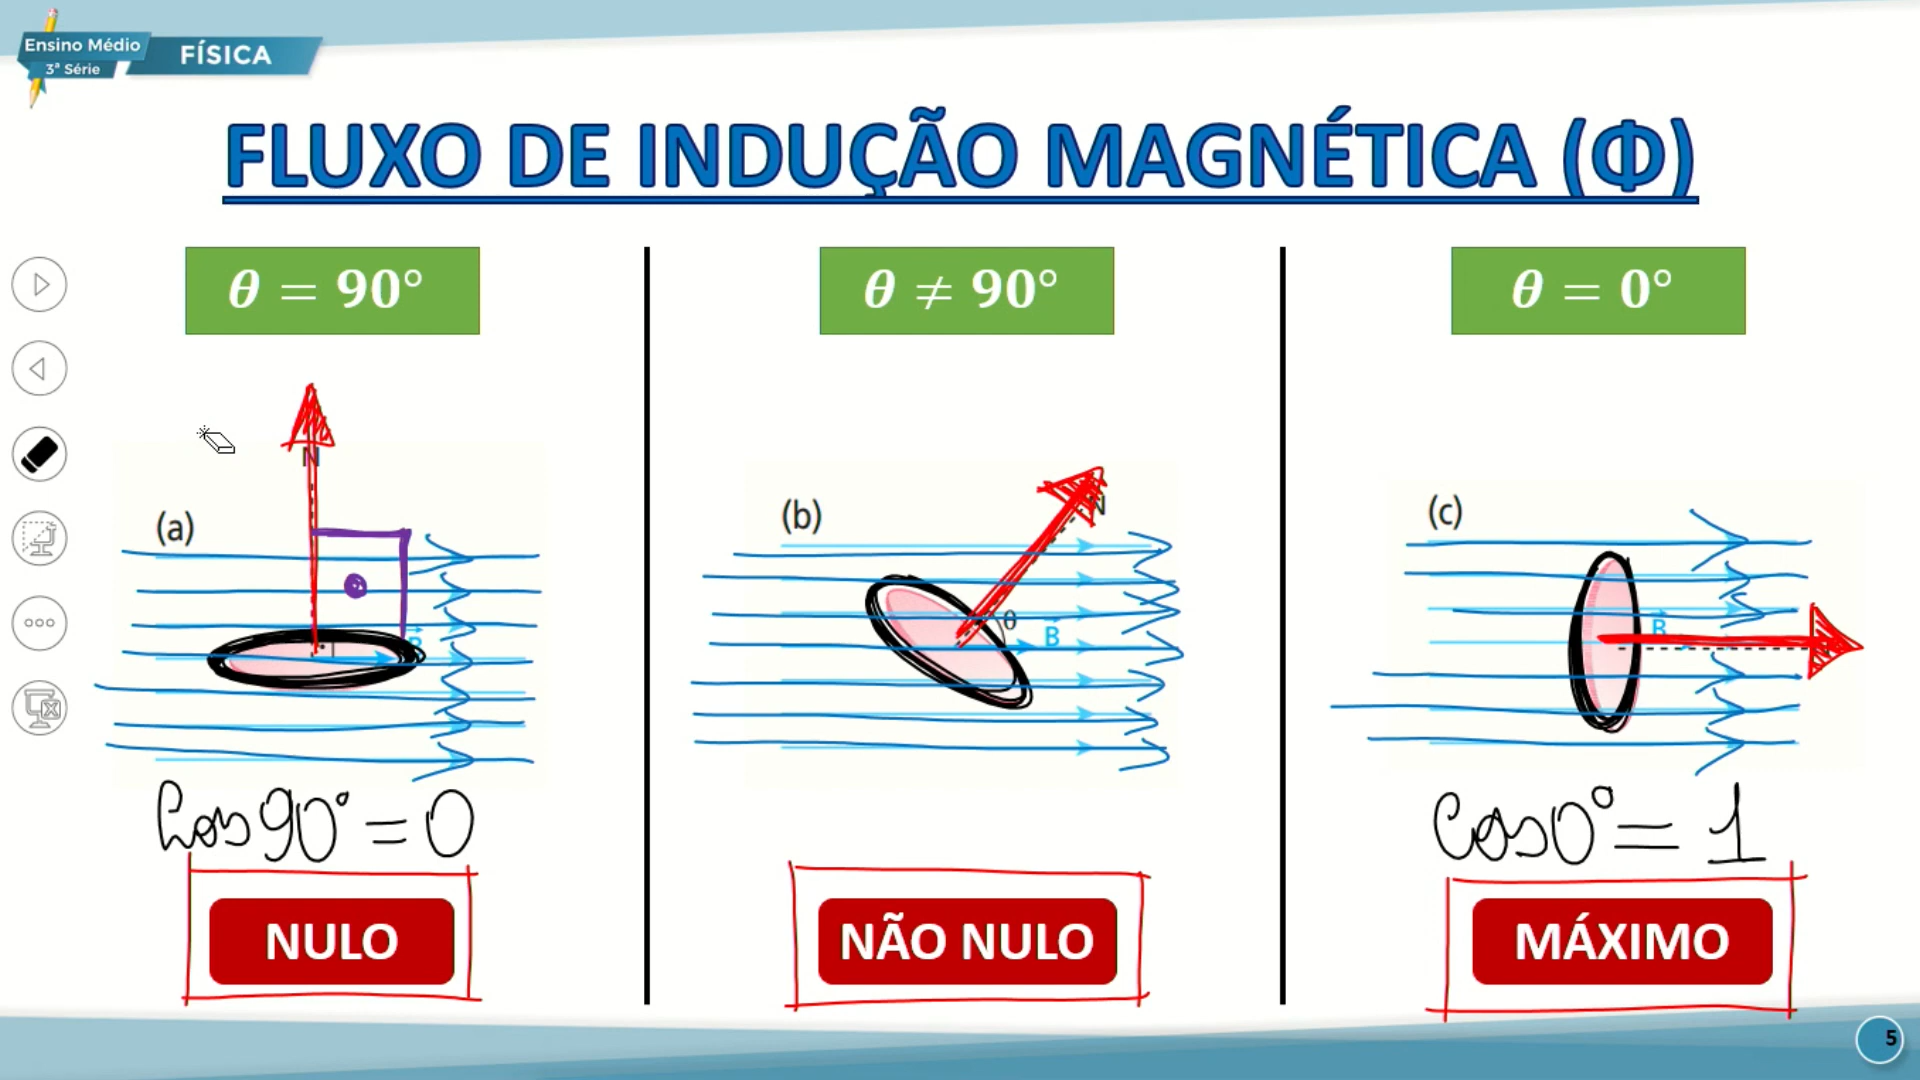 Ensino Médio
3ª Série
FÍSICA
FLUXO DE INDUÇÃO MAGNÉTICA (Φ)
θ = 90°
θ ≠ 90°
θ = 0°
N
(a)
B
(b)
N
θ
B
(c)
B
Cos 90° = 0
Cos 0° = 1
NULO
NÃO NULO
MÁXIMO
5